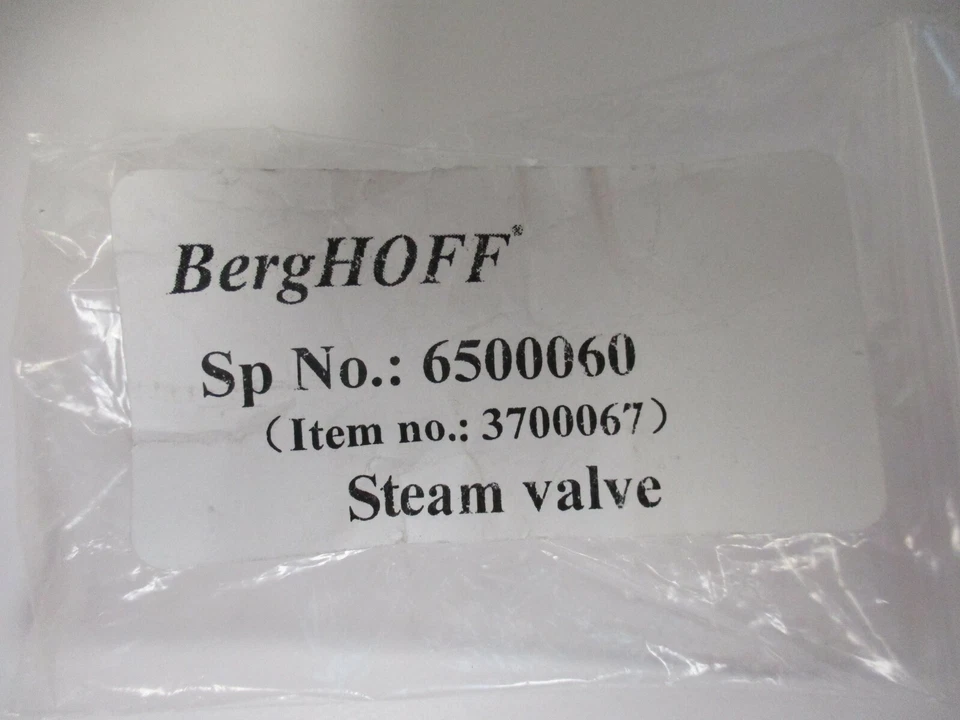 BergHOFF®
Sp No.: 6500060
(Item no.: 3700067)
Steam valve